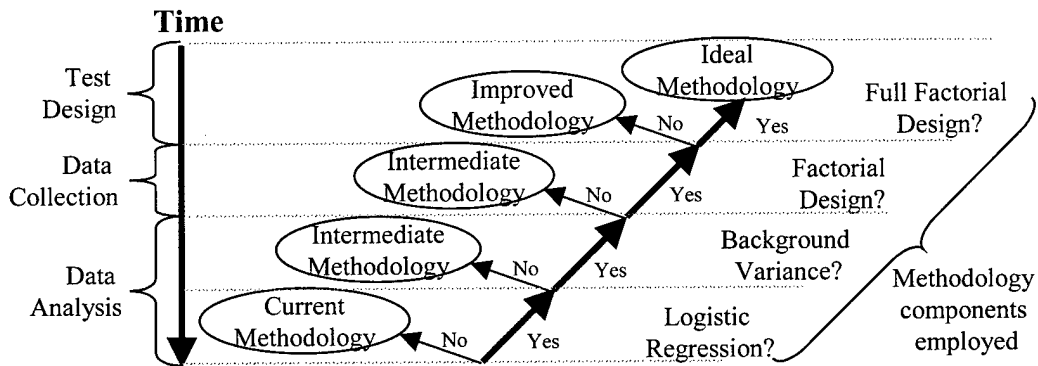 Time
Test
Design
Data
Collection
Data
Analysis
Ideal
Methodology
Improved
Methodology
No
Yes
Full Factorial
Design?
Intermediate
Methodology
No
Yes
Factorial
Design?
Intermediate
Methodology
No
Yes
Background
Variance?
Current
Methodology
No
Yes
Logistic
Regression?
Methodology
components
employed